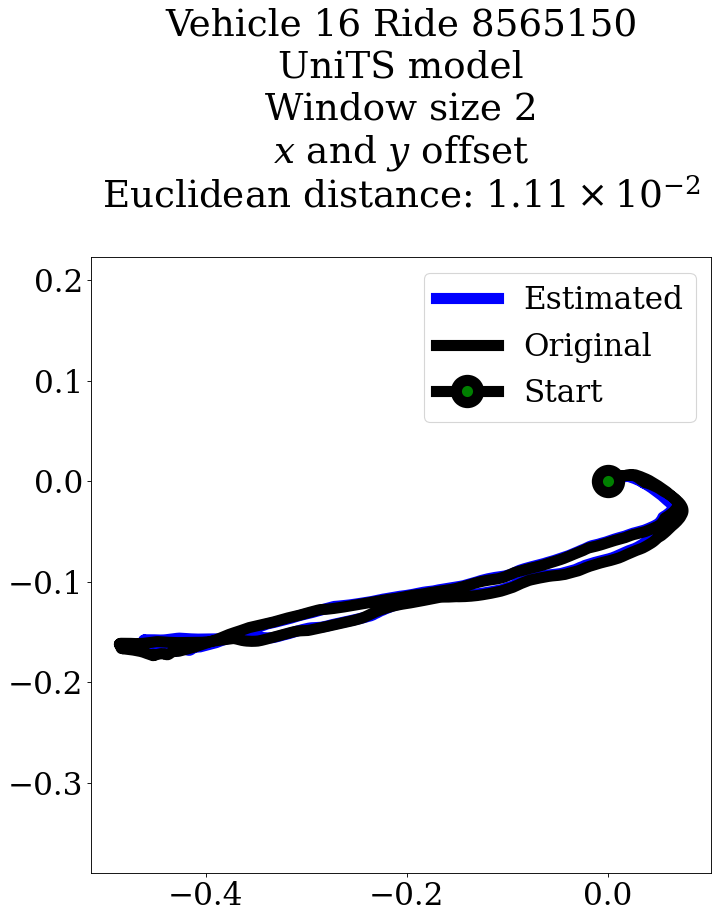 Vehicle 16 Ride 8565150
UniTS model
Window size 2
x and y offset
Euclidean distance: 1.11 × 10⁻²
Estimated
Original
Start
0.2
0.1
0.0
−0.1
−0.2
−0.3
−0.4 −0.2 0.0